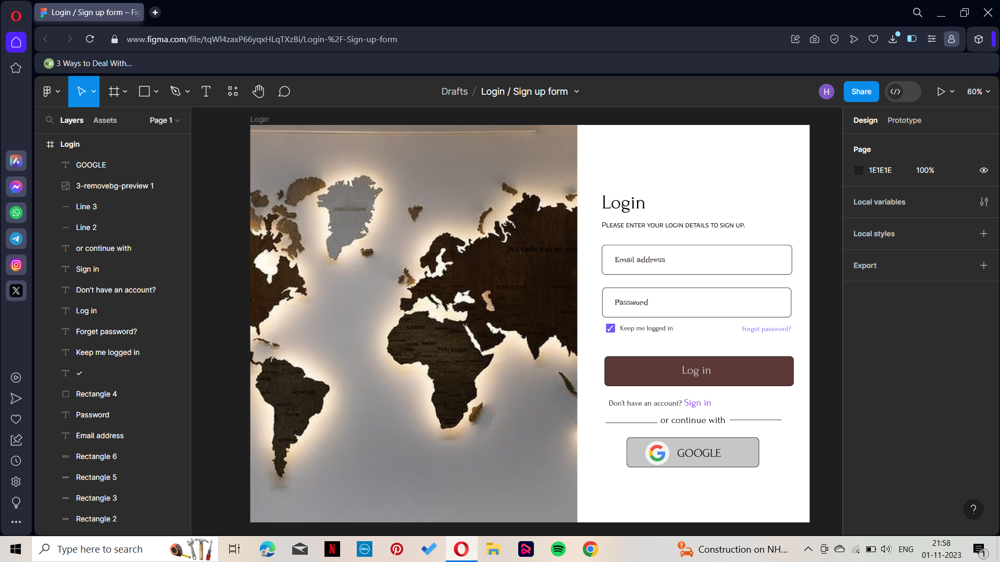 Login / Sign up form – Fig
www.figma.com/file/tqWl4zaxP66yqxHLqTXzBi/Login-%2F-Sign-up-form
WH 3 Ways to Deal With...
Drafts / Login / Sign up form
H
Share
60%
Layers Assets Page 1
Login
GOOGLE
3-removebg-preview 1
Line 3
Line 2
or continue with
Sign in
Don’t have an account?
Log in
Forget password?
Keep me logged in
✓
Rectangle 4
Password
Email address
Rectangle 6
Rectangle 5
Rectangle 3
Rectangle 2
Login
ГРЕНЛАНДИЯ
Login
Please enter your login details to sign up.
Email address
Password
✓ Keep me logged in
Forget password?
Log in
Don’t have an account? Sign in
or continue with
G GOOGLE
Design Prototype
Page
1E1E1E 100%
Local variables
Local styles
Export
?
Type here to search
DELL
Construction on NH...
ENG
21:58
01-11-2023
1